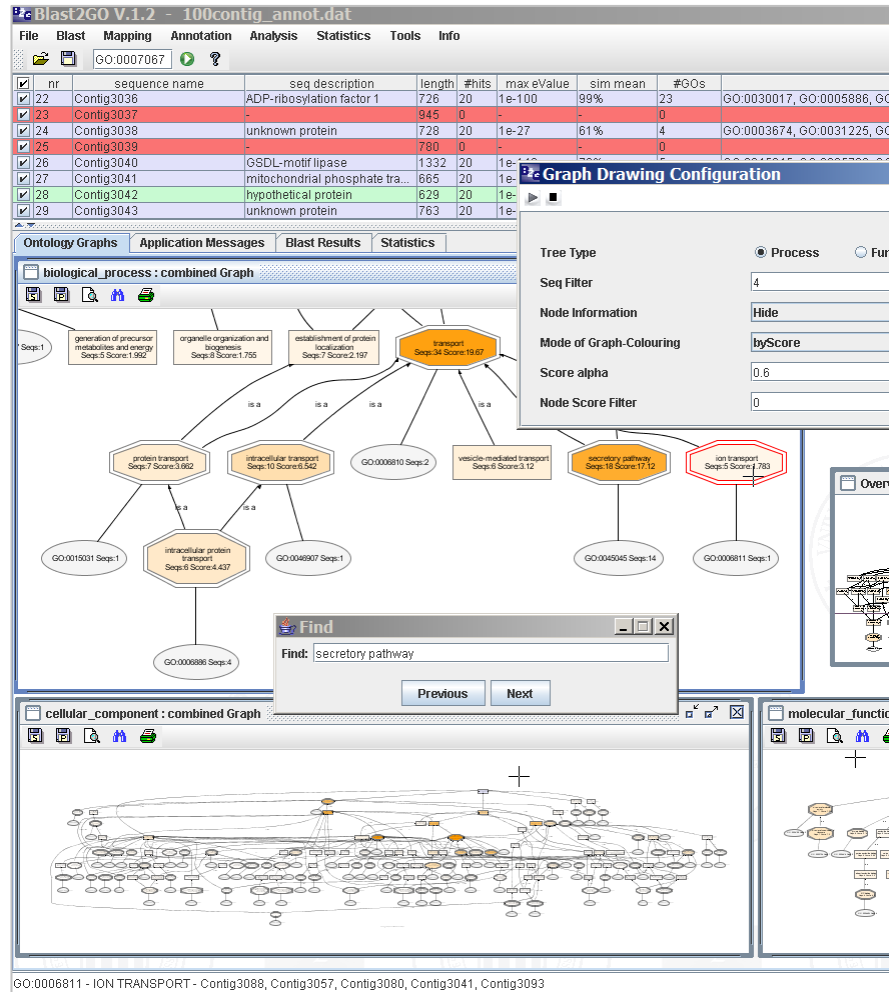 Blast2GO V.1.2 - 100contig_annot.dat
File Blast Mapping Annotation Analysis Statistics Tools Info
GO:0007067
nr sequence name seq description length #hits max eValue sim mean #GOs
22 Contig3036 ADP-ribosylation factor 1 726 20 1e-100 99% 23 GO:0030017, GO:0005886, GO
23 Contig3037 - 945 0 - - 0
24 Contig3038 unknown protein 728 20 1e-27 61% 4 GO:0003674, GO:0031225, GO
25 Contig3039 - 780 0 - - 0
26 Contig3040 GSDL-motif lipase 1332 20
27 Contig3041 mitochondrial phosphate tra... 665 20 1e-
28 Contig3042 hypothetical protein 629 20 1e-
29 Contig3043 unknown protein 763 20 1e-
Graph Drawing Configuration
Tree Type Process Fun
Seq Filter 4
Node Information Hide
Mode of Graph-Colouring byScore
Score alpha 0.6
Node Score Filter 0
Ontology Graphs Application Messages Blast Results Statistics
biological_process : combined Graph
Seqs:1
generation of precursor
metabolites and energy
Seqs:5 Score:1.992
organelle organization and
biogenesis
Seqs:8 Score:1.755
establishment of protein
localization
Seqs:7 Score:2.197
transport
Seqs:34 Score:19.67
is a is a is a is a
protein transport
Seqs:7 Score:3.662
intracellular transport
Seqs:10 Score:6.542
GO:0006810 Seqs:2
vesicle-mediated transport
Seqs:6 Score:3.12
secretory pathway
Seqs:18 Score:17.12
ion transport
Seqs:5 Score:1.783
is a is a
GO:0015031 Seqs:1
intracellular protein
transport
Seqs:6 Score:4.437
GO:0046907 Seqs:1
GO:0045045 Seqs:14
GO:0006811 Seqs:1
GO:0006886 Seqs:4
Overv
Find
Find: secretory pathway
Previous Next
cellular_component : combined Graph
molecular_functio
GO:0006811 - ION TRANSPORT - Contig3088, Contig3057, Contig3080, Contig3041, Contig3093